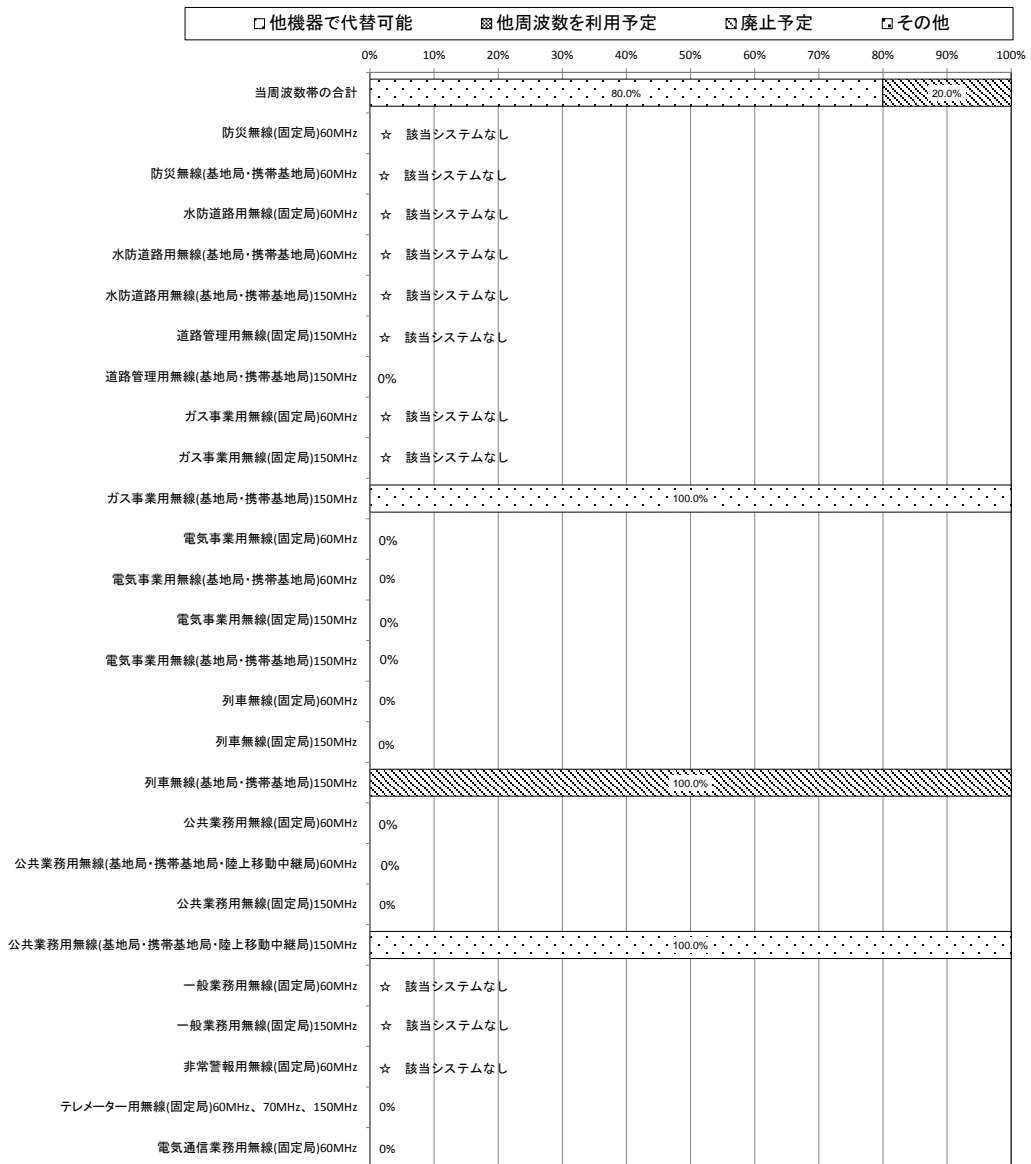 他機器で代替可能 他周波数を利用予定 廃止予定 その他
0% 10% 20% 30% 40% 50% 60% 70% 80% 90% 100%
当周波数帯の合計 80.0% 20.0%
防災無線(固定局)60MHz ☆ 該当システムなし
防災無線(基地局・携帯基地局)60MHz ☆ 該当システムなし
水防道路用無線(固定局)60MHz ☆ 該当システムなし
水防道路用無線(基地局・携帯基地局)60MHz ☆ 該当システムなし
水防道路用無線(基地局・携帯基地局)150MHz ☆ 該当システムなし
道路管理用無線(固定局)150MHz ☆ 該当システムなし
道路管理用無線(基地局・携帯基地局)150MHz 0%
ガス事業用無線(固定局)60MHz ☆ 該当システムなし
ガス事業用無線(固定局)150MHz ☆ 該当システムなし
ガス事業用無線(基地局・携帯基地局)150MHz 100.0%
電気事業用無線(固定局)60MHz 0%
電気事業用無線(基地局・携帯基地局)60MHz 0%
電気事業用無線(固定局)150MHz 0%
電気事業用無線(基地局・携帯基地局)150MHz 0%
列車無線(固定局)60MHz 0%
列車無線(固定局)150MHz 0%
列車無線(基地局・携帯基地局)150MHz 100.0%
公共業務用無線(固定局)60MHz 0%
公共業務用無線(基地局・携帯基地局・陸上移動中継局)60MHz 0%
公共業務用無線(固定局)150MHz 0%
公共業務用無線(基地局・携帯基地局・陸上移動中継局)150MHz 100.0%
一般業務用無線(固定局)60MHz ☆ 該当システムなし
一般業務用無線(固定局)150MHz ☆ 該当システムなし
非常警報用無線(固定局)60MHz ☆ 該当システムなし
テレメーター用無線(固定局)60MHz、70MHz、150MHz 0%
電気通信業務用無線(固定局)60MHz 0%